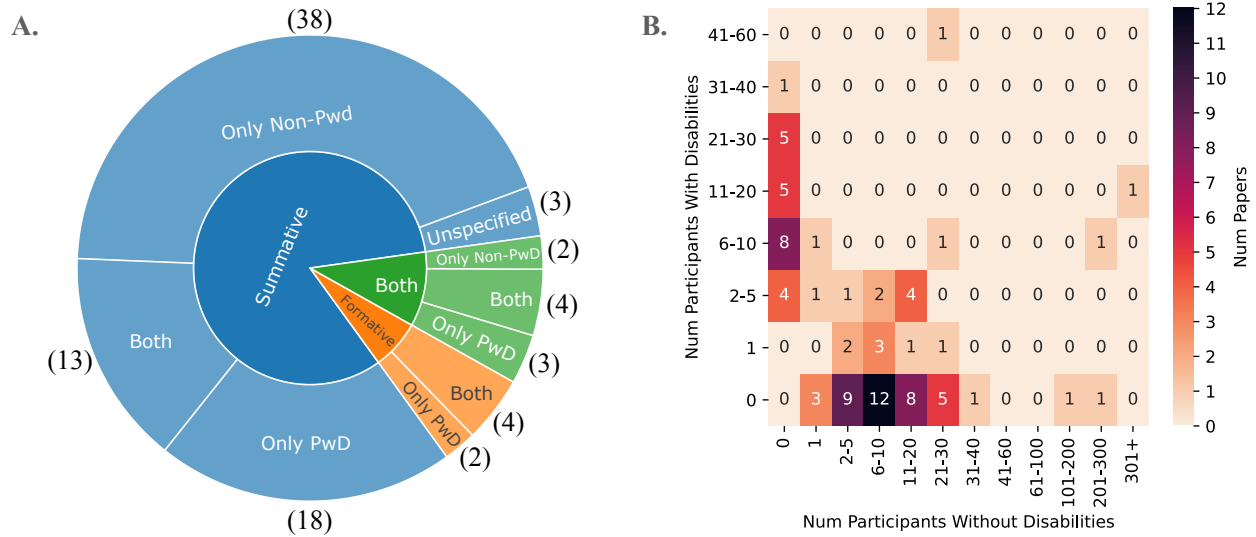 A.
(38)
Only Non-Pwd
Summative
(3)
Unspecified
(2)
Only Non-PwD
Both
Both
(4)
Formative
Only PwD
(3)
Both
(13)
Both
(4)
Only PwD
(2)
Only PwD
(18)
B.
Num Participants With Disabilities
41-60 0 0 0 0 0 1 0 0 0 0 0 0
31-40 1 0 0 0 0 0 0 0 0 0 0 0
21-30 5 0 0 0 0 0 0 0 0 0 0 0
11-20 5 0 0 0 0 0 0 0 0 0 0 1
6-10 8 1 0 0 0 1 0 0 0 0 1 0
2-5 4 1 1 2 4 0 0 0 0 0 0 0
1 0 0 2 3 1 1 0 0 0 0 0 0
0 0 3 9 12 8 5 1 0 0 1 1 0
0 1 2-5 6-10 11-20 21-30 31-40 41-60 61-100 101-200 201-300 301+
Num Participants Without Disabilities
12
11
10
9
8
7
6
5
4
3
2
1
0
Num Papers